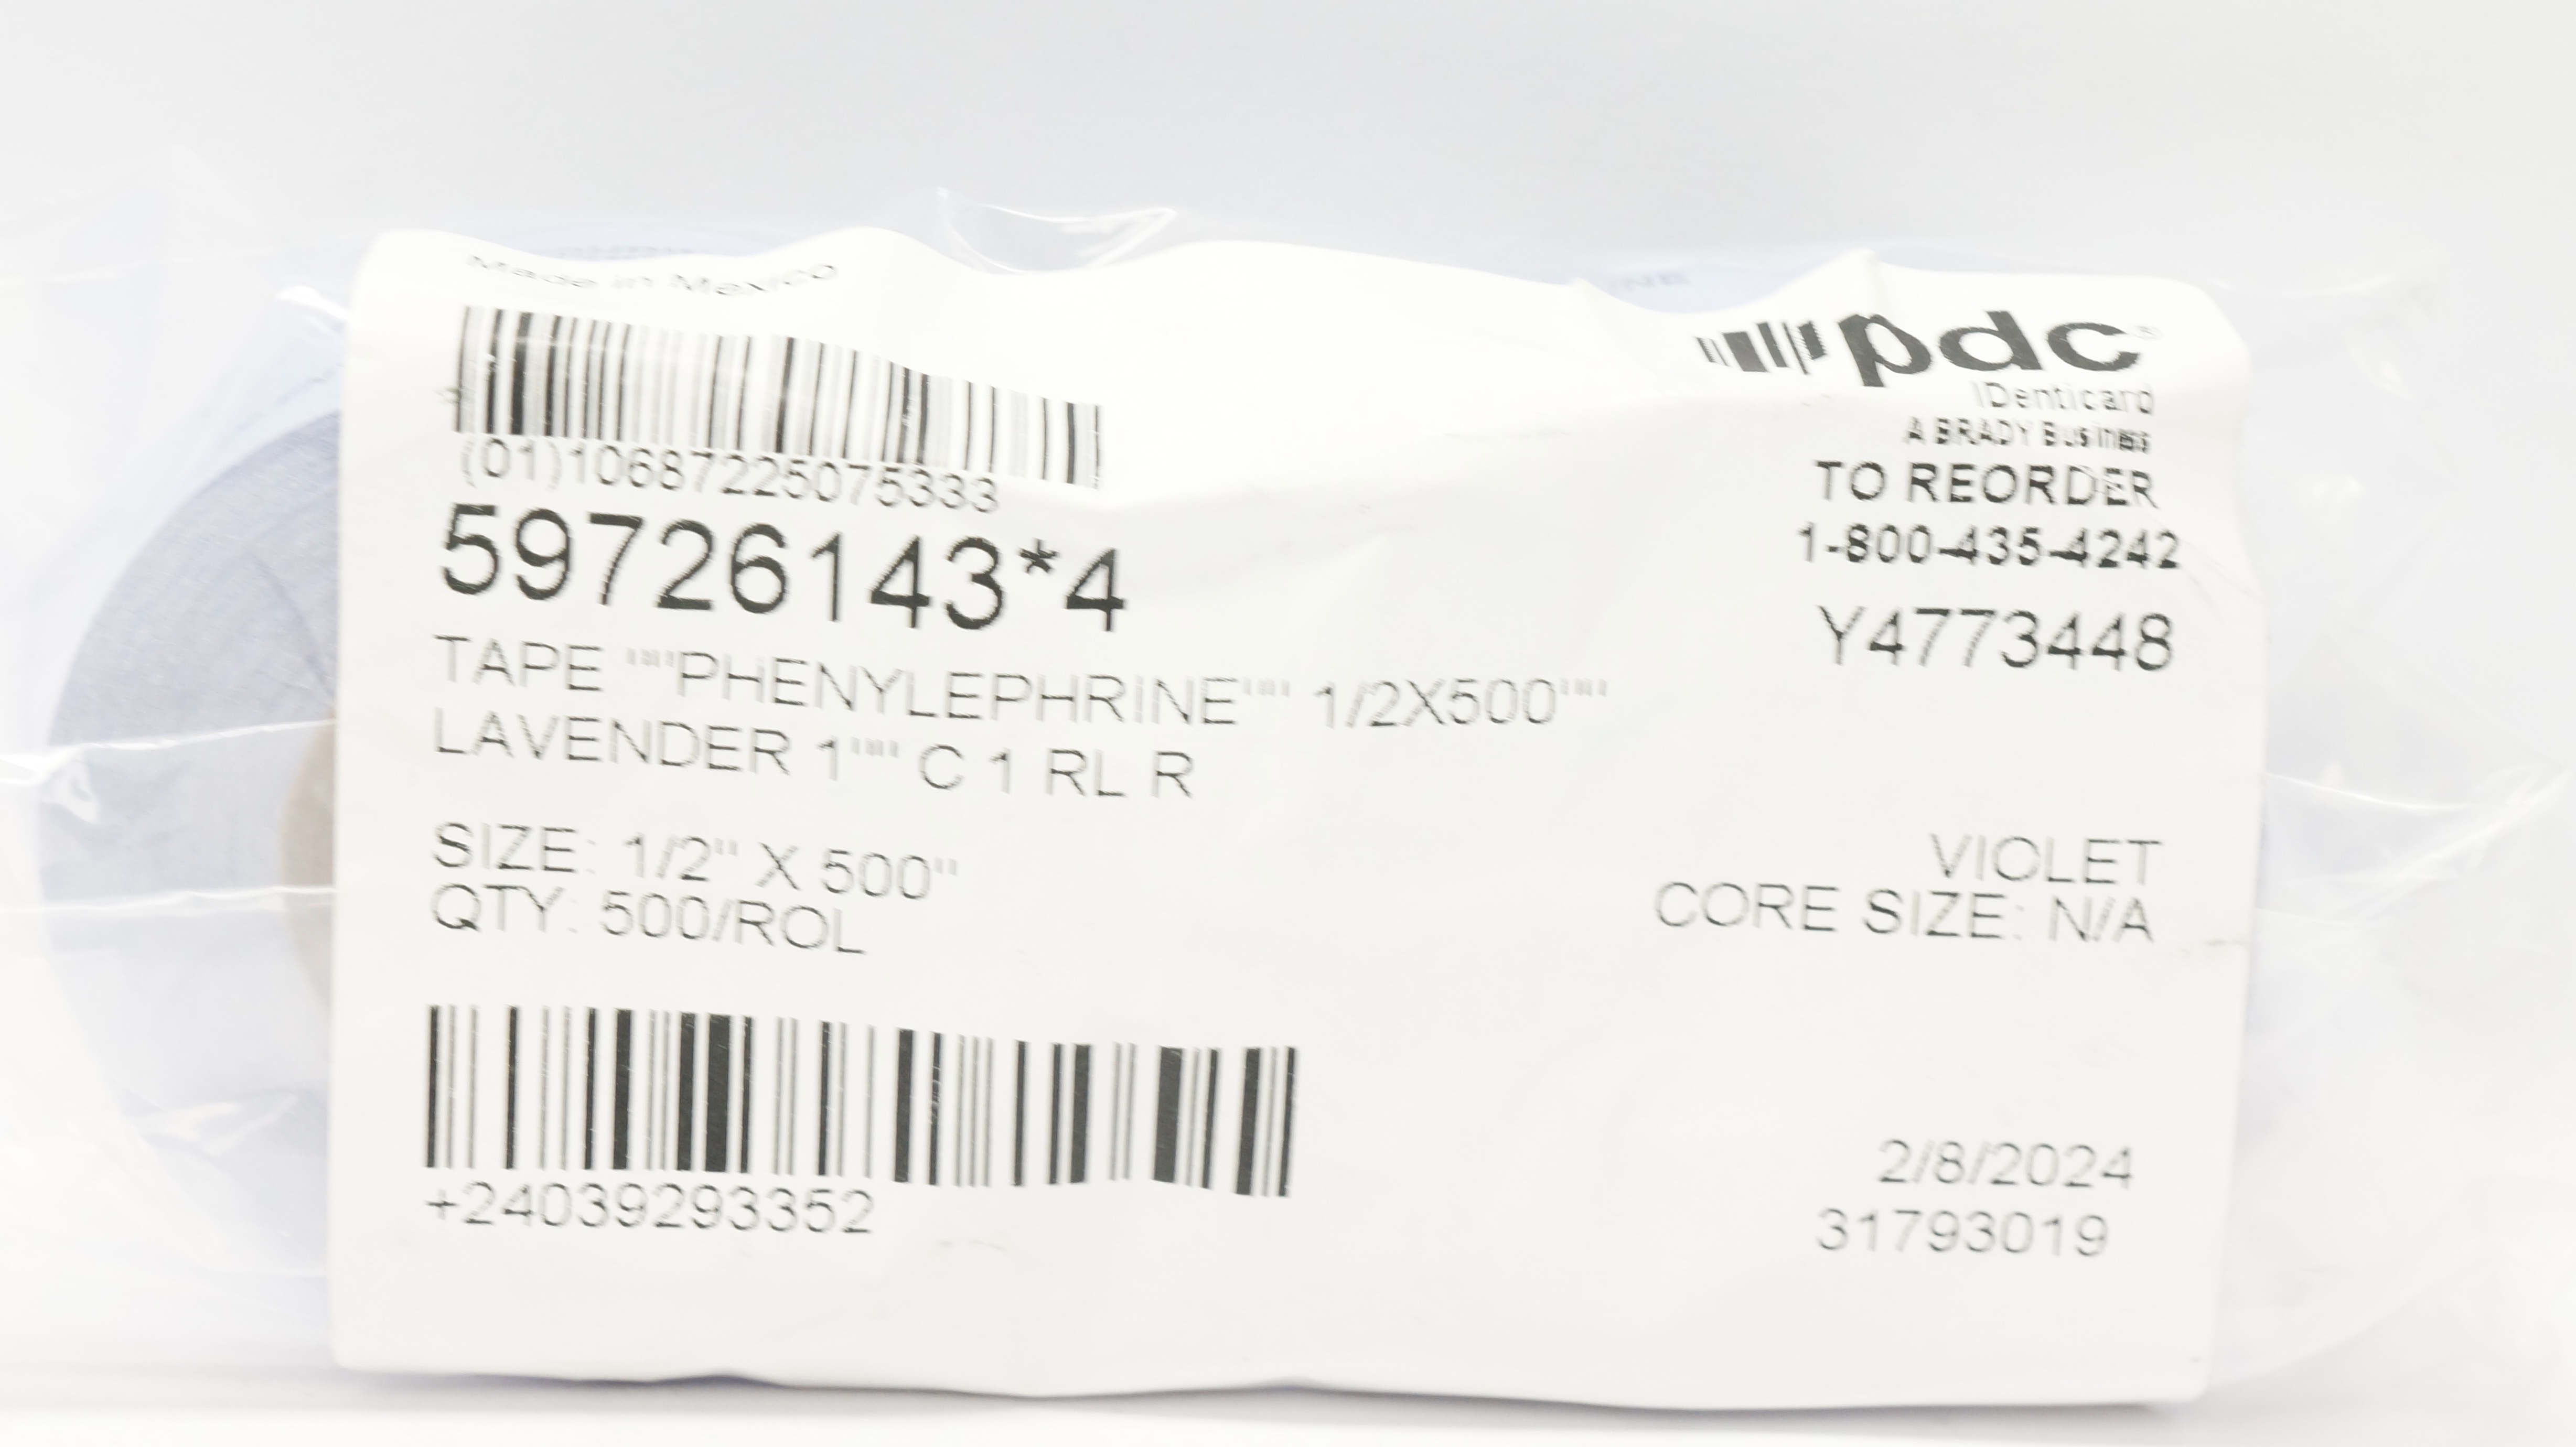 Made in Mexico
(01)10687225075333
59726143*4
TAPE """PHENYLEPHRINE"""" 1/2X500""""
LAVENDER 1"""" C 1 RL R
SIZE: 1/2" X 500"
QTY: 500/ROL
+24039293352
pdc
IDenticard
A BRADY Business
TO REORDER
1-800-435-4242
Y4773448
VIOLET
CORE SIZE: N/A
2/8/2024
31793019